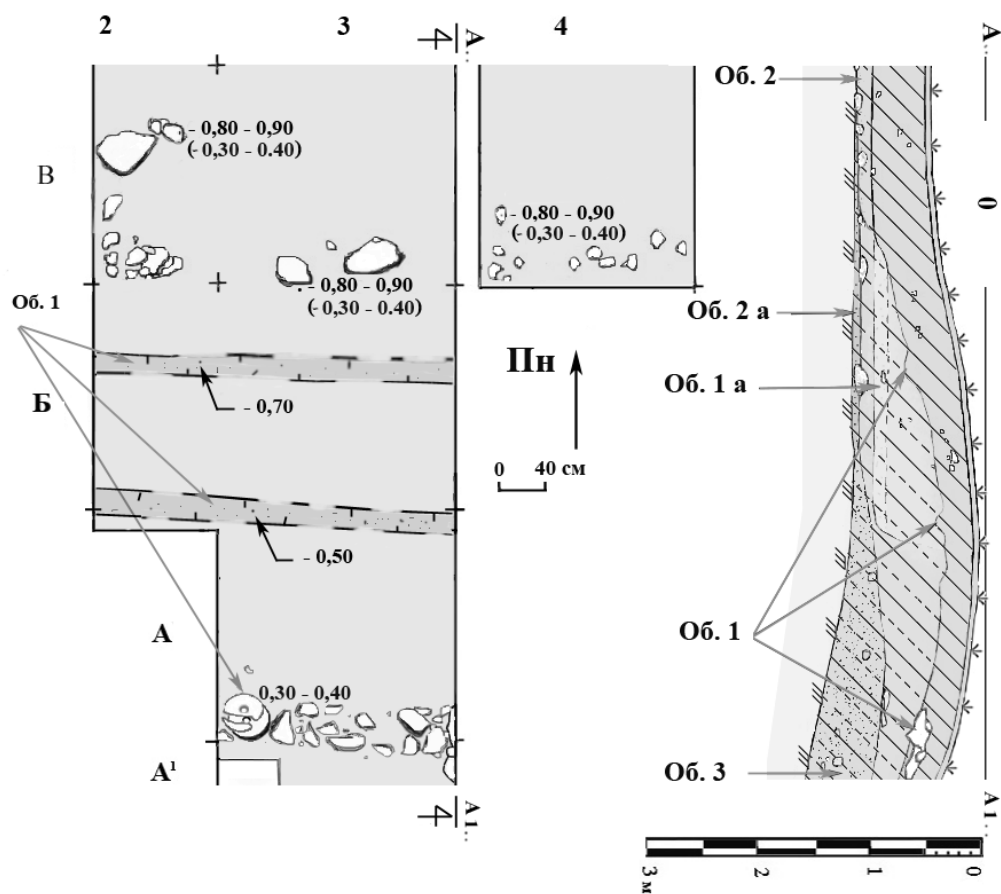 2
3
4
А
А
В
- 0,80 - 0,90
(- 0,30 - 0.40)
- 0,80 - 0,90
(- 0,30 - 0.40)
- 0,80 - 0,90
(- 0,30 - 0.40)
Об. 1
Б
- 0,70
Пн
0 40 см
- 0,50
А
0,30 - 0,40
А¹
А1
Об. 2
0
Об. 2 а
Об. 1 а
Об. 1
Об. 3
А1
3 м
2
1
0